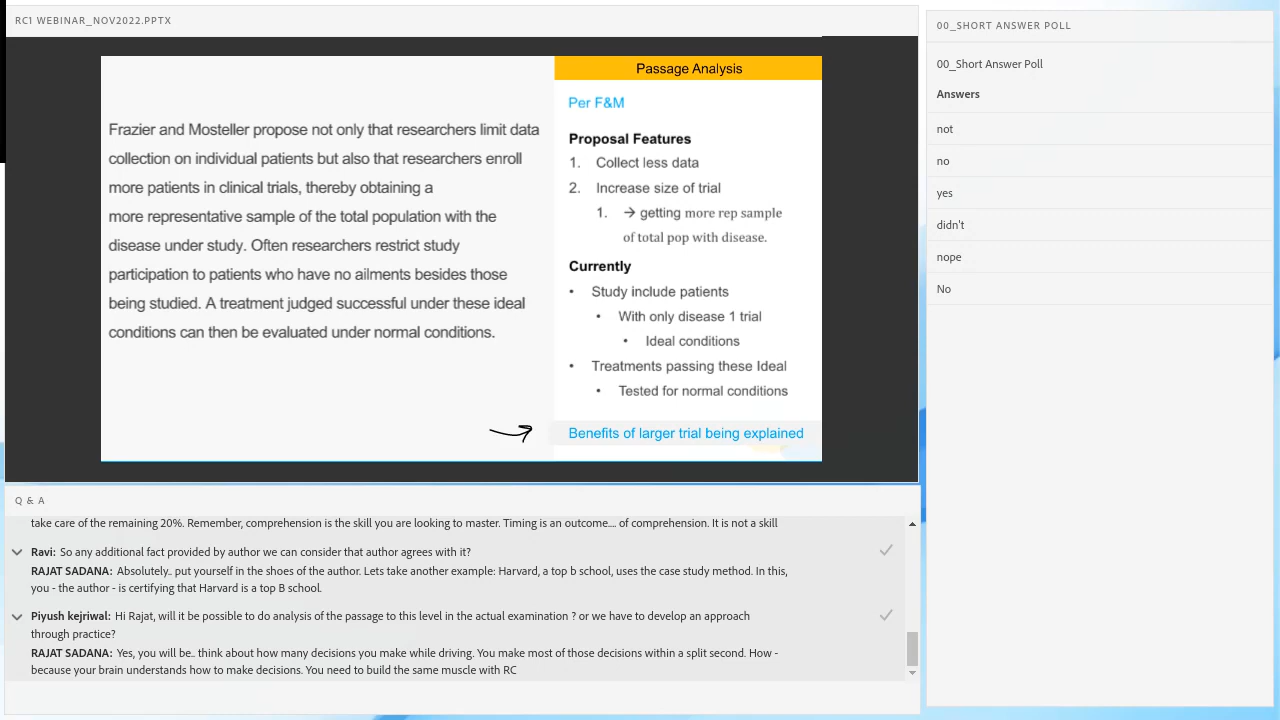 RC1 WEBINAR_NOV2022.PPTX
Frazier and Mosteller propose not only that researchers limit data
collection on individual patients but also that researchers enroll
more patients in clinical trials, thereby obtaining a
more representative sample of the total population with the
disease under study. Often researchers restrict study
participation to patients who have no ailments besides those
being studied. A treatment judged successful under these ideal
conditions can then be evaluated under normal conditions.
Passage Analysis
Per F&M
Proposal Features
1. Collect less data
2. Increase size of trial
1. → getting more rep sample
of total pop with disease.
Currently
• Study include patients
• With only disease 1 trial
• Ideal conditions
• Treatments passing these Ideal
• Tested for normal conditions
Benefits of larger trial being explained
Q & A
take care of the remaining 20%. Remember, comprehension is the skill you are looking to master. Timing is an outcome.... of comprehension. It is not a skill
Ravi: So any additional fact provided by author we can consider that author agrees with it?
RAJAT SADANA: Absolutely.. put yourself in the shoes of the author. Lets take another example: Harvard, a top b school, uses the case study method. In this,
you - the author - is certifying that Harvard is a top B school.
Piyush kejriwal: Hi Rajat, will it be possible to do analysis of the passage to this level in the actual examination ? or we have to develop an approach
through practice?
RAJAT SADANA: Yes, you will be.. think about how many decisions you make while driving. You make most of those decisions within a split second. How -
because your brain understands how to make decisions. You need to build the same muscle with RC
00_SHORT ANSWER POLL
00_Short Answer Poll
Answers
not
no
yes
didn't
nope
No